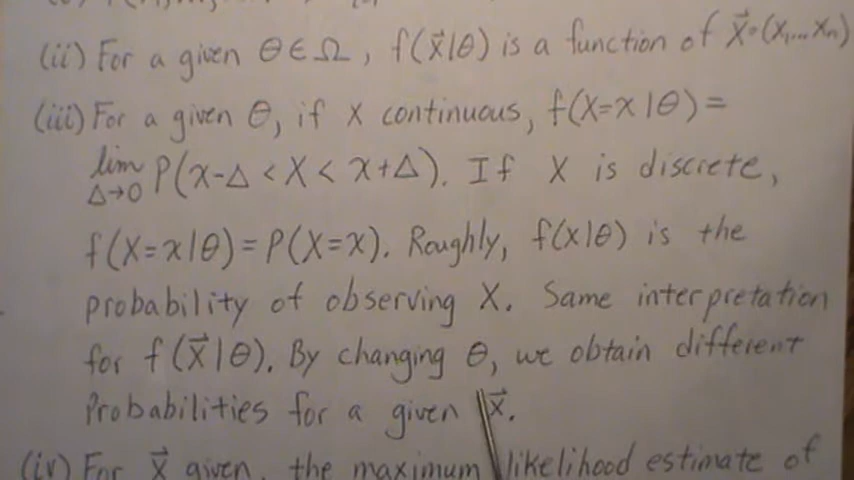 (ii) For a given θ∈Ω, f(x⃗|θ) is a function of X⃗=(X₁,...Xₙ)
(iii) For a given θ, if X continuous, f(X=x|θ)=
lim Δ→0 P(x-Δ<X<x+Δ). If X is discrete,
f(X=x|θ)=P(X=x). Roughly, f(x|θ) is the
probability of observing X. Same interpretation
for f(X⃗|θ). By changing θ, we obtain different
Probabilities for a given x⃗.
(iv) For X⃗ given, the maximum likelihood estimate of